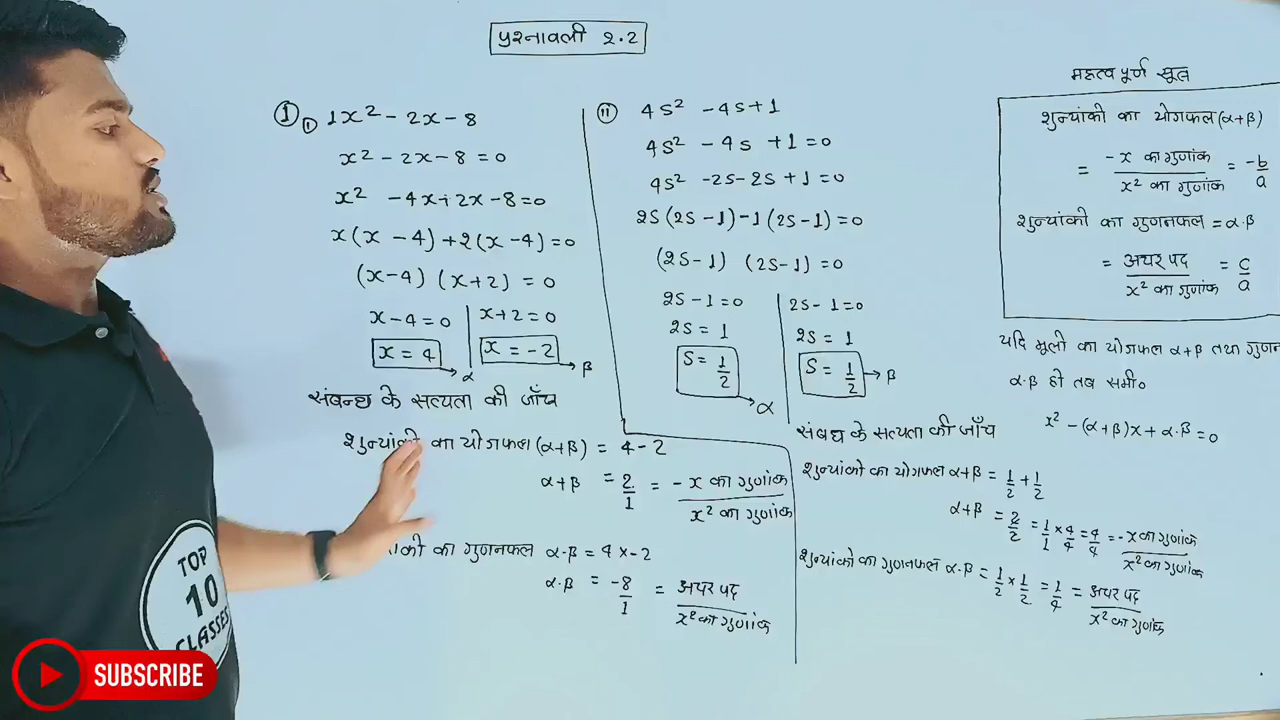 प्रश्नावली 2.2
① (i) 1x² - 2x - 8
x² - 2x - 8 = 0
x² - 4x + 2x - 8 = 0
x(x - 4) + 2(x - 4) = 0
(x - 4) (x + 2) = 0
x - 4 = 0 | x + 2 = 0
x = 4 → α | x = -2 → β
संबन्ध के सत्यता की जाँच
शुन्यांको का योगफल (α+β) = 4 - 2
α+β = 2/1 = -x का गुणांक / x² का गुणांक
ांको का गुणनफल α·β = 4 × -2
α·β = -8/1 = अचर पद / x² का गुणांक
(ii) 4s² - 4s + 1
4s² - 4s + 1 = 0
4s² - 2s - 2s + 1 = 0
2s(2s - 1) - 1(2s - 1) = 0
(2s - 1) (2s - 1) = 0
2s - 1 = 0 | 2s - 1 = 0
2s = 1 | 2s = 1
s = 1/2 → α | s = 1/2 → β
संबध के सत्यता की जाँच
शुन्यांको का योगफल α+β = 1/2 + 1/2
α+β = 2/2 = 1/1 × 4/4 = 4/4 = -x का गुणांक / x² का गुणांक
शुन्यांको का गुणनफल α·β = 1/2 × 1/2 = 1/4 = अचर पद / x² का गुणांक
महत्व पूर्ण सूत्र
शुन्यांको का योगफल (α+β)
= -x का गुणांक / x² का गुणांक = -b/a
शुन्यांको का गुणनफल = α·β
= अचर पद / x² का गुणांक = c/a
यदि मूलो का योगफल α+β तथा गुणन
α·β हो तब समी०
x² - (α+β)x + α·β = 0
TOP
10
CLASSES
SUBSCRIBE